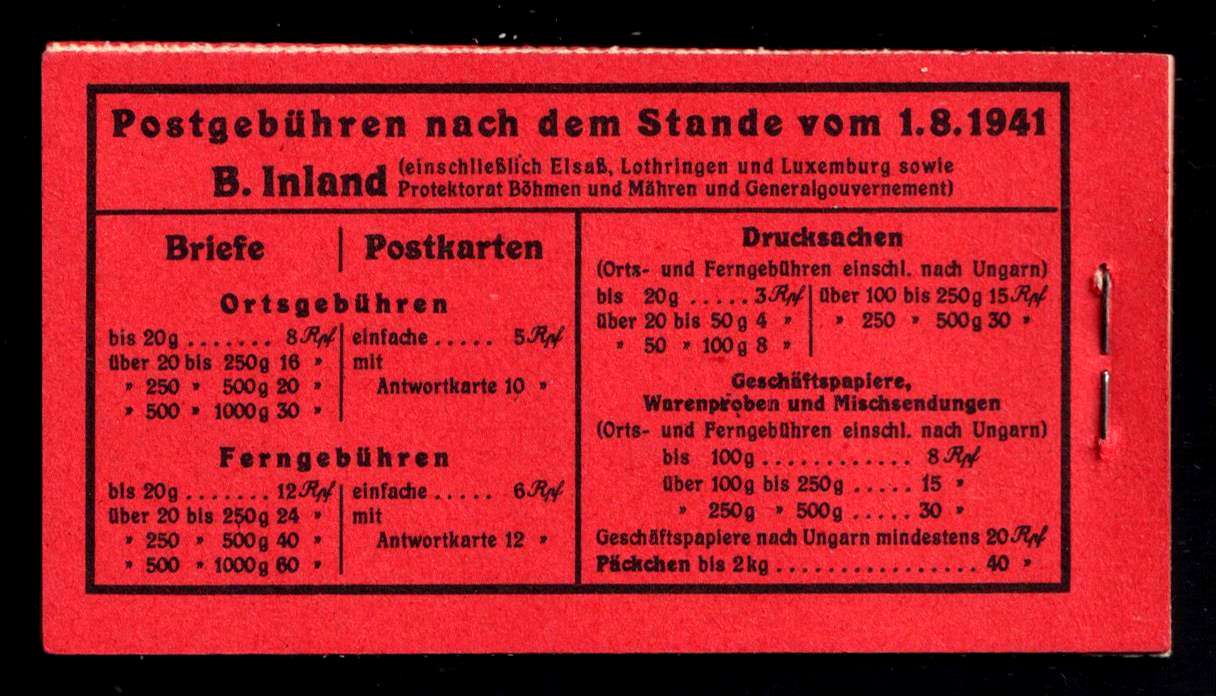 Postgebühren nach dem Stande vom 1.8.1941
B. Inland (einschließlich Elsaß, Lothringen und Luxemburg sowie
Protektorat Böhmen und Mähren und Generalgouvernement)
Briefe | Postkarten
Ortsgebühren
bis 20g ....... 8 Rpf | einfache ..... 5 Rpf
über 20 bis 250g 16 " | mit
" 250 " 500g 20 " | Antwortkarte 10 "
" 500 " 1000g 30 "
Ferngebühren
bis 20g ....... 12 Rpf | einfache ..... 6 Rpf
über 20 bis 250g 24 " | mit
" 250 " 500g 40 " | Antwortkarte 12 "
" 500 " 1000g 60 "
Drucksachen
(Orts- und Ferngebühren einschl. nach Ungarn)
bis 20g ..... 3 Rpf | über 100 bis 250g 15 Rpf
über 20 bis 50g 4 " | " 250 " 500g 30 "
" 50 " 100g 8 "
Geschäftspapiere,
Warenproben und Mischsendungen
(Orts- und Ferngebühren einschl. nach Ungarn)
bis 100g ............ 8 Rpf
über 100g bis 250g ..... 15 "
" 250g " 500g ..... 30 "
Geschäftspapiere nach Ungarn mindestens 20 Rpf
Päckchen bis 2kg ................. 40 "